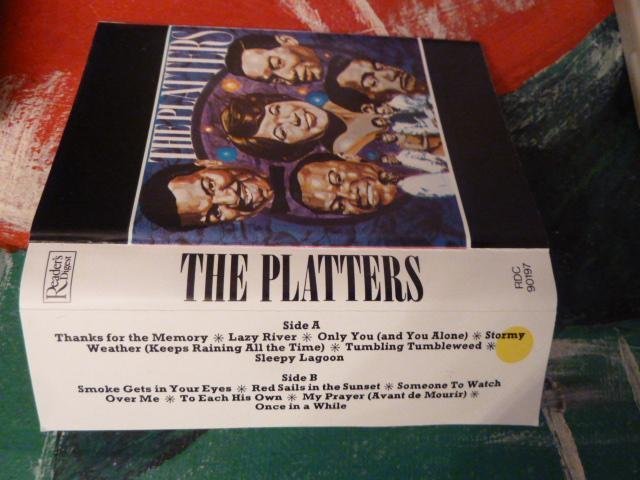 THE PLATTERS
Reader's
Digest
THE PLATTERS
RDC
90197
Side A
Thanks for the Memory ✳ Lazy River ✳ Only You (and You Alone) ✳ Stormy
Weather (Keeps Raining All the Time) ✳ Tumbling Tumbleweed ✳
Sleepy Lagoon
Side B
Smoke Gets in Your Eyes ✳ Red Sails in the Sunset ✳ Someone To Watch
Over Me ✳ To Each His Own ✳ My Prayer (Avant de Mourir) ✳
Once in a While